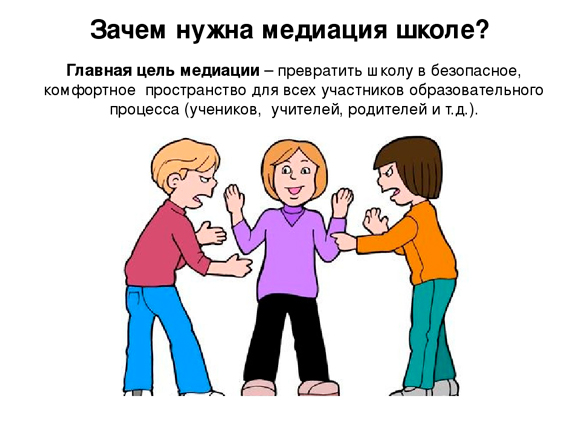 Зачем нужна медиация школе?
Главная цель медиации – превратить школу в безопасное,
комфортное пространство для всех участников образовательного
процесса (учеников, учителей, родителей и т.д.).